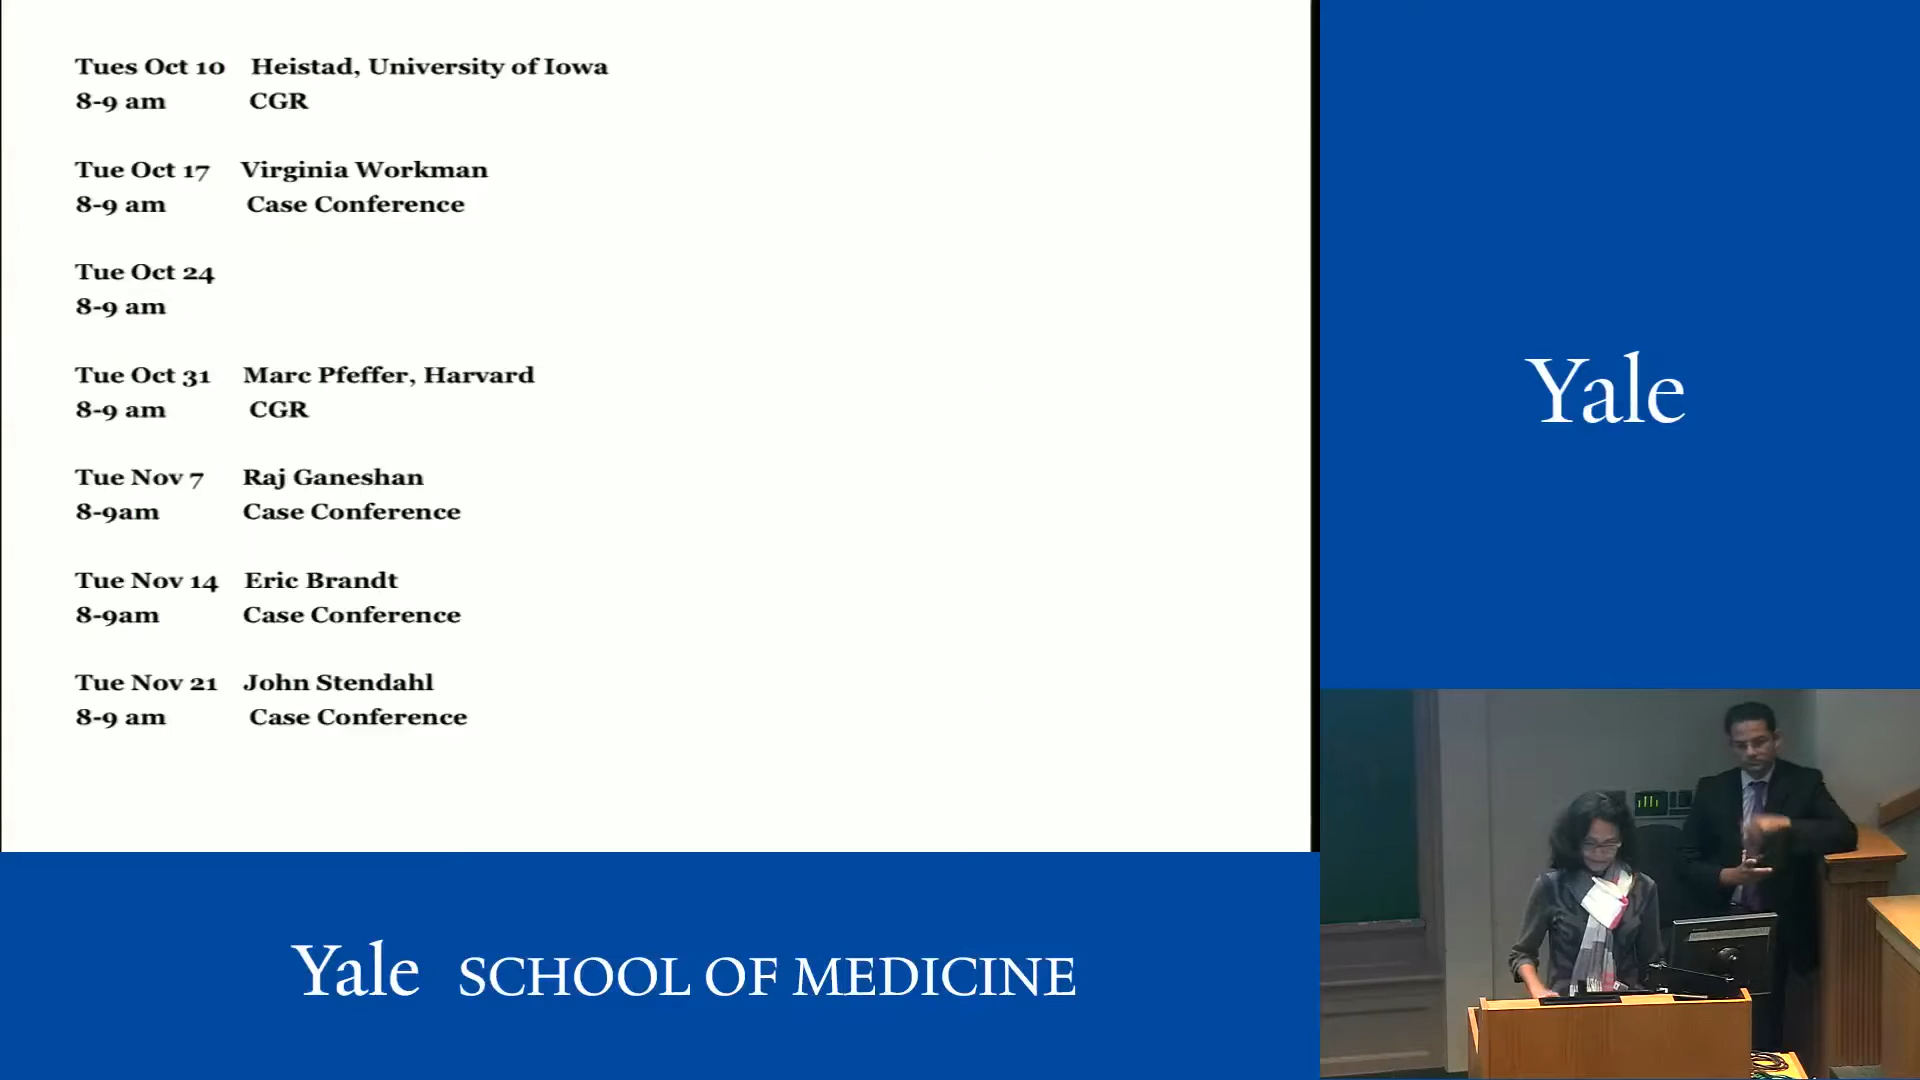 Tues Oct 10 Heistad, University of Iowa
8-9 am CGR
Tue Oct 17 Virginia Workman
8-9 am Case Conference
Tue Oct 24
8-9 am
Tue Oct 31 Marc Pfeffer, Harvard
8-9 am CGR
Tue Nov 7 Raj Ganeshan
8-9am Case Conference
Tue Nov 14 Eric Brandt
8-9am Case Conference
Tue Nov 21 John Stendahl
8-9 am Case Conference
Yale
Yale SCHOOL OF MEDICINE